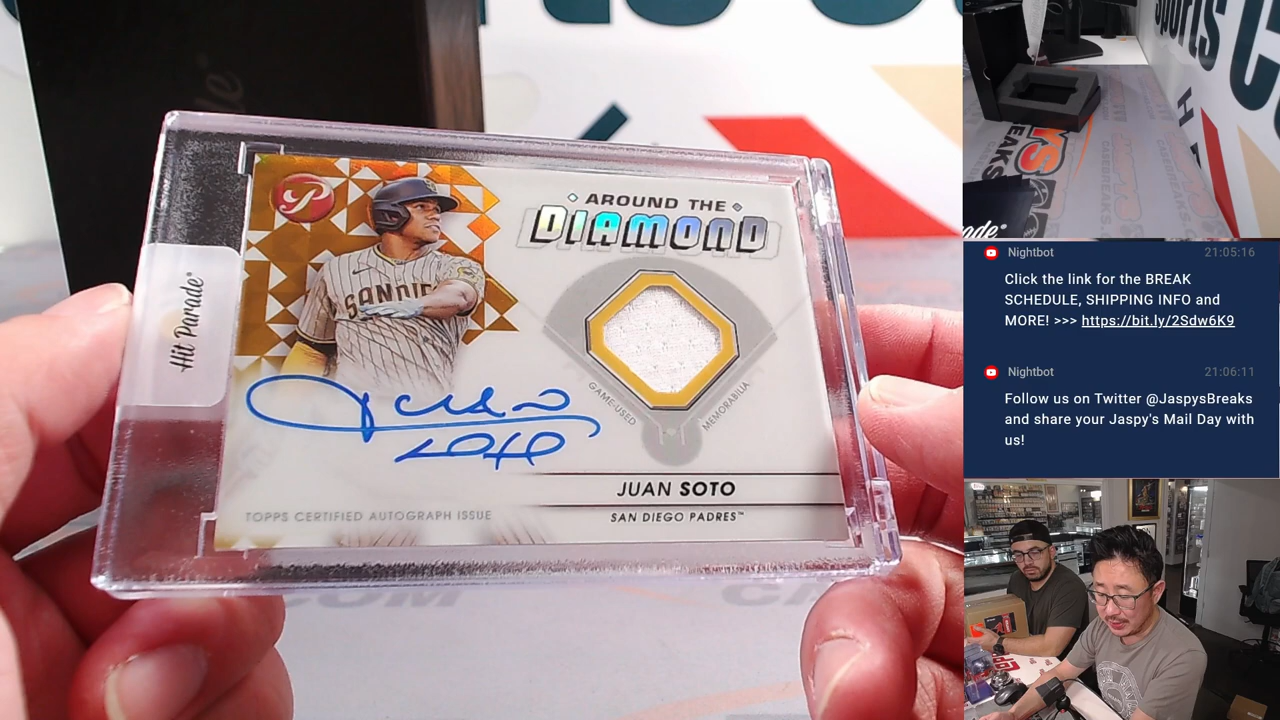 AROUND THE
DIAMOND
Hit Parade®
SAN DIE
GAME-USED
MEMORABILIA
JUAN SOTO
TOPPS CERTIFIED AUTOGRAPH ISSUE
SAN DIEGO PADRES™
Nightbot
21:05:16
Click the link for the BREAK
SCHEDULE, SHIPPING INFO and
MORE! >>> https://bit.ly/2Sdw6K9
Nightbot
21:06:11
Follow us on Twitter @JaspysBreaks
and share your Jaspy's Mail Day with
us!